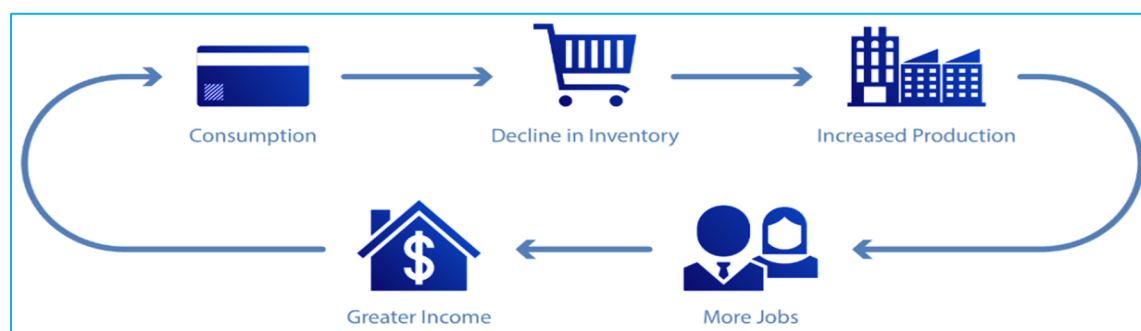 Consumption
Decline in Inventory
Increased Production
$
Greater Income
More Jobs